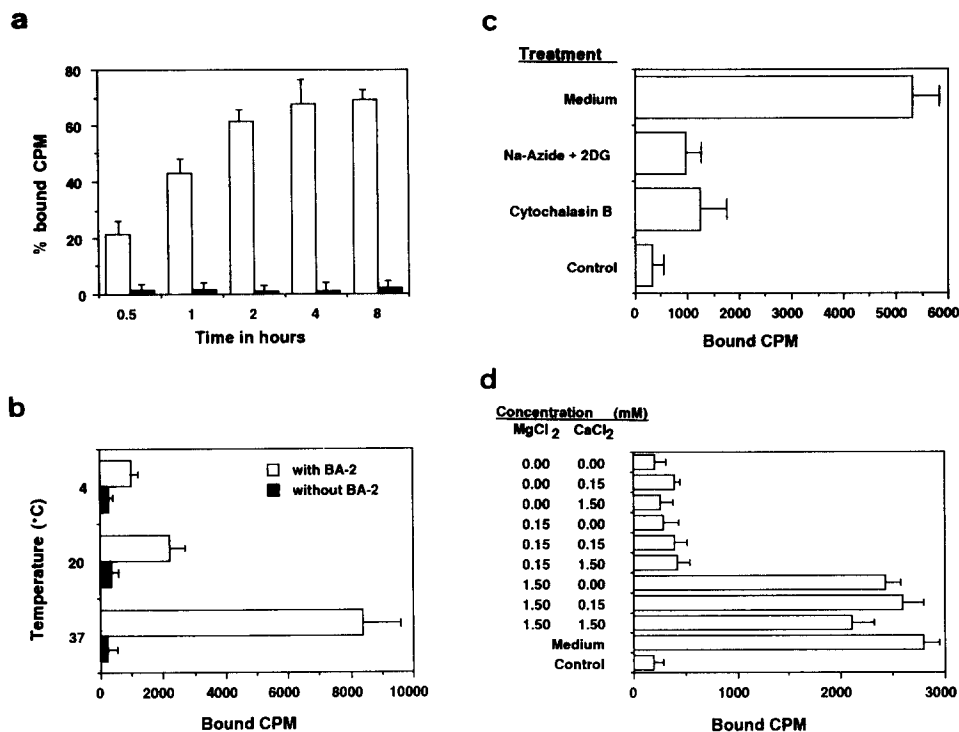 a
80
60
40
20
0
% bound CPM
0.5 1 2 4 8
Time in hours
b
4
20
37
Temperature (°C)
with BA-2
without BA-2
0 2000 4000 6000 8000 10000
Bound CPM
c
Treatment
Medium
Na-Azide + 2DG
Cytochalasin B
Control
0 1000 2000 3000 4000 5000 6000
Bound CPM
d
Concentration (mM)
MgCl 2 CaCl2
0.00 0.00
0.00 0.15
0.00 1.50
0.15 0.00
0.15 0.15
0.15 1.50
1.50 0.00
1.50 0.15
1.50 1.50
Medium
Control
0 1000 2000 3000
Bound CPM